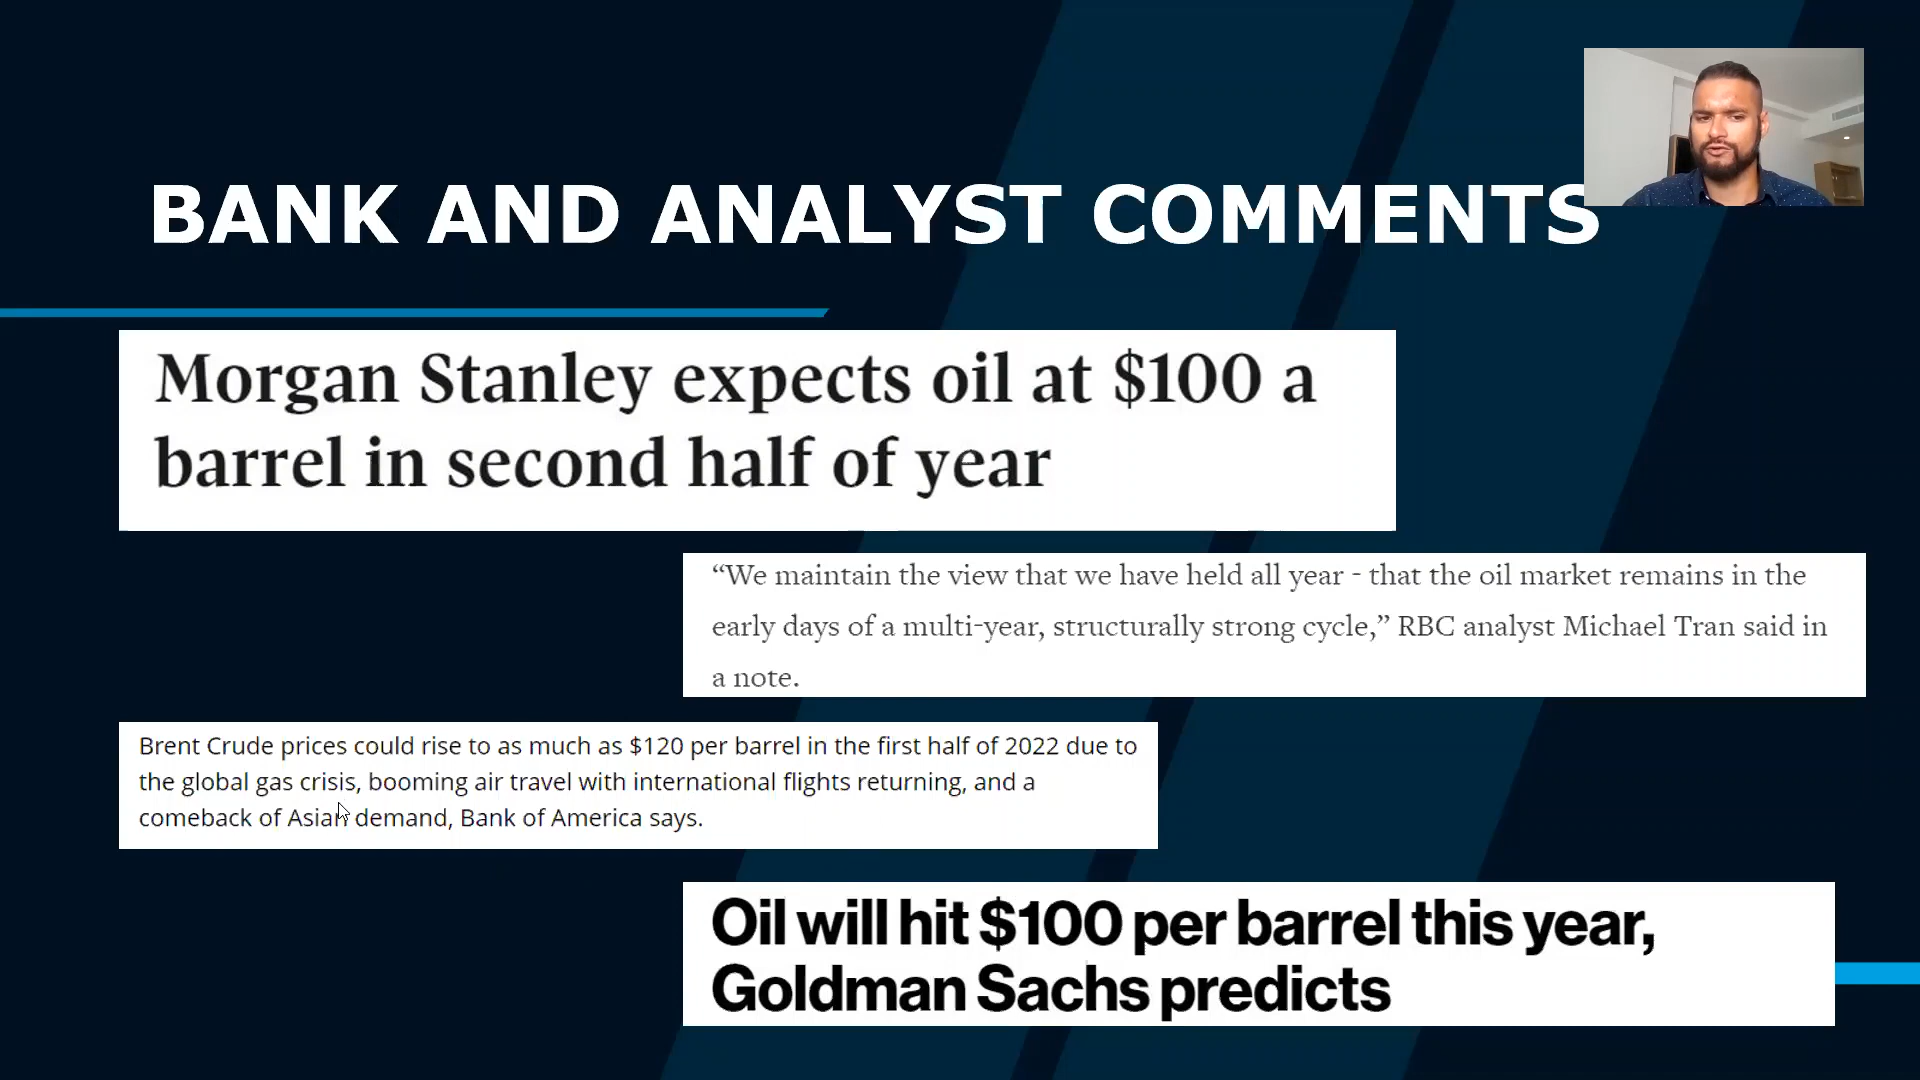 BANK AND ANALYST COMMENTS
Morgan Stanley expects oil at $100 a
barrel in second half of year
“We maintain the view that we have held all year - that the oil market remains in the
early days of a multi-year, structurally strong cycle,” RBC analyst Michael Tran said in
a note.
Brent Crude prices could rise to as much as $120 per barrel in the first half of 2022 due to
the global gas crisis, booming air travel with international flights returning, and a
comeback of Asian demand, Bank of America says.
Oil will hit $100 per barrel this year,
Goldman Sachs predicts